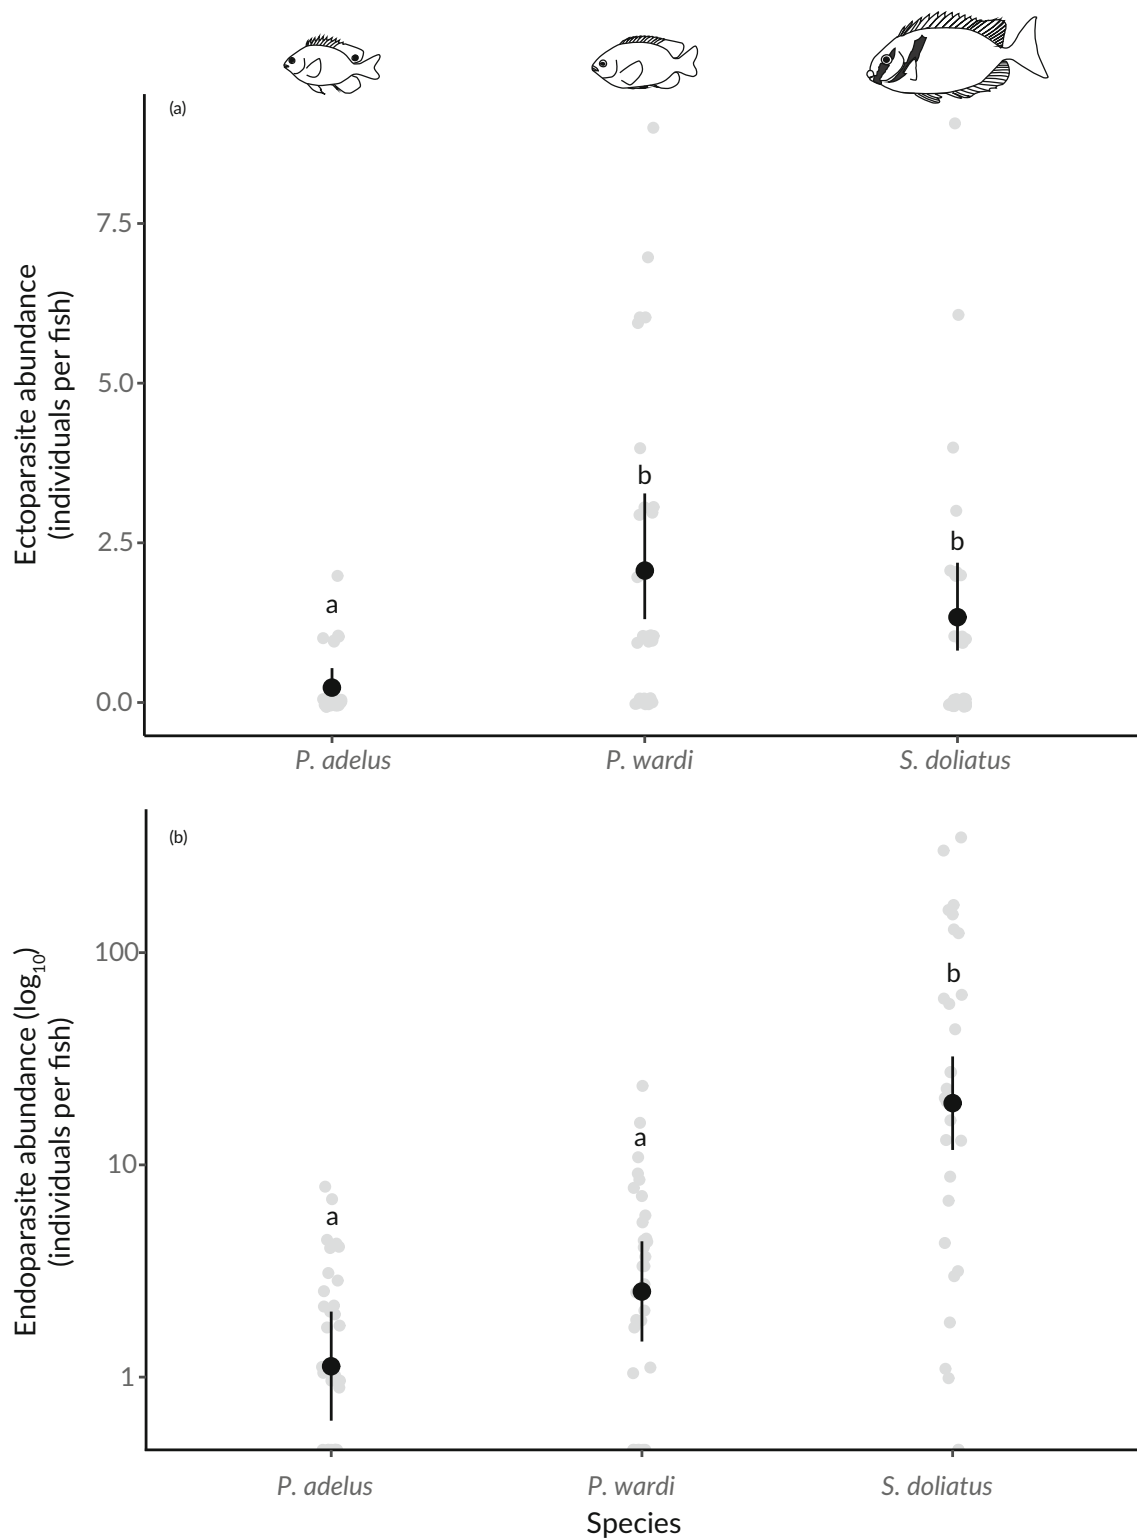 (a)
7.5
5.0
2.5
0.0
Ectoparasite abundance
(individuals per fish)
a
b
b
P. adelus
P. wardi
S. doliatus
(b)
100
10
1
Endoparasite abundance (log10)
(individuals per fish)
a
a
b
P. adelus
P. wardi
S. doliatus
Species